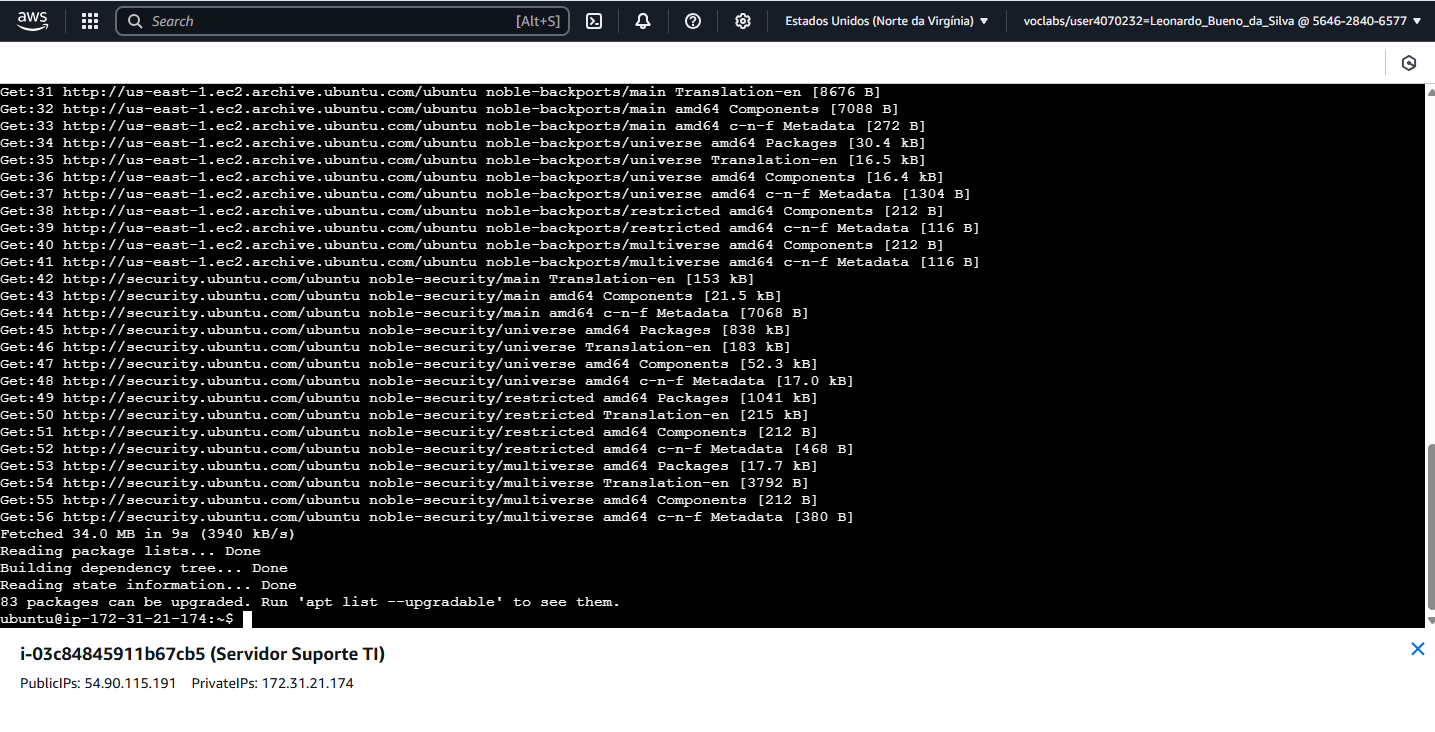 aws Search [Alt+S] Estados Unidos (Norte da Virgínia) voclabs/user4070232=Leonardo_Bueno_da_Silva @ 5646-2840-6577
Get:31 http://us-east-1.ec2.archive.ubuntu.com/ubuntu noble-backports/main Translation-en [8676 B]
Get:32 http://us-east-1.ec2.archive.ubuntu.com/ubuntu noble-backports/main amd64 Components [7088 B]
Get:33 http://us-east-1.ec2.archive.ubuntu.com/ubuntu noble-backports/main amd64 c-n-f Metadata [272 B]
Get:34 http://us-east-1.ec2.archive.ubuntu.com/ubuntu noble-backports/universe amd64 Packages [30.4 kB]
Get:35 http://us-east-1.ec2.archive.ubuntu.com/ubuntu noble-backports/universe Translation-en [16.5 kB]
Get:36 http://us-east-1.ec2.archive.ubuntu.com/ubuntu noble-backports/universe amd64 Components [16.4 kB]
Get:37 http://us-east-1.ec2.archive.ubuntu.com/ubuntu noble-backports/universe amd64 c-n-f Metadata [1304 B]
Get:38 http://us-east-1.ec2.archive.ubuntu.com/ubuntu noble-backports/restricted amd64 Components [212 B]
Get:39 http://us-east-1.ec2.archive.ubuntu.com/ubuntu noble-backports/restricted amd64 c-n-f Metadata [116 B]
Get:40 http://us-east-1.ec2.archive.ubuntu.com/ubuntu noble-backports/multiverse amd64 Components [212 B]
Get:41 http://us-east-1.ec2.archive.ubuntu.com/ubuntu noble-backports/multiverse amd64 c-n-f Metadata [116 B]
Get:42 http://security.ubuntu.com/ubuntu noble-security/main Translation-en [153 kB]
Get:43 http://security.ubuntu.com/ubuntu noble-security/main amd64 Components [21.5 kB]
Get:44 http://security.ubuntu.com/ubuntu noble-security/main amd64 c-n-f Metadata [7068 B]
Get:45 http://security.ubuntu.com/ubuntu noble-security/universe amd64 Packages [838 kB]
Get:46 http://security.ubuntu.com/ubuntu noble-security/universe Translation-en [183 kB]
Get:47 http://security.ubuntu.com/ubuntu noble-security/universe amd64 Components [52.3 kB]
Get:48 http://security.ubuntu.com/ubuntu noble-security/universe amd64 c-n-f Metadata [17.0 kB]
Get:49 http://security.ubuntu.com/ubuntu noble-security/restricted amd64 Packages [1041 kB]
Get:50 http://security.ubuntu.com/ubuntu noble-security/restricted Translation-en [215 kB]
Get:51 http://security.ubuntu.com/ubuntu noble-security/restricted amd64 Components [212 B]
Get:52 http://security.ubuntu.com/ubuntu noble-security/restricted amd64 c-n-f Metadata [468 B]
Get:53 http://security.ubuntu.com/ubuntu noble-security/multiverse amd64 Packages [17.7 kB]
Get:54 http://security.ubuntu.com/ubuntu noble-security/multiverse Translation-en [3792 B]
Get:55 http://security.ubuntu.com/ubuntu noble-security/multiverse amd64 Components [212 B]
Get:56 http://security.ubuntu.com/ubuntu noble-security/multiverse amd64 c-n-f Metadata [380 B]
Fetched 34.0 MB in 9s (3940 kB/s)
Reading package lists... Done
Building dependency tree... Done
Reading state information... Done
83 packages can be upgraded. Run 'apt list --upgradable' to see them.
ubuntu@ip-172-31-21-174:~$
i-03c84845911b67cb5 (Servidor Suporte TI)
PublicIPs: 54.90.115.191 PrivateIPs: 172.31.21.174